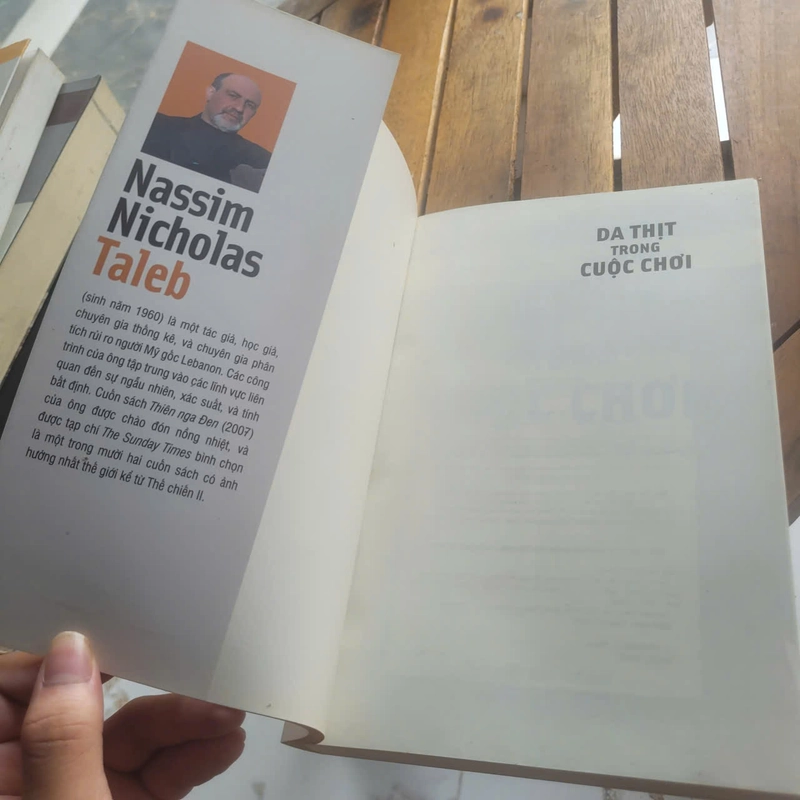 Nassim
Nicholas
Taleb
(sinh năm 1960) là một tác giả, học giả,
chuyên gia thống kê, và chuyên gia phân
tích rủi ro người Mỹ gốc Lebanon. Các công
trình của ông tập trung vào các lĩnh vực liên
quan đến sự ngẫu nhiên, xác suất, và tính
bất định. Cuốn sách Thiên nga Đen (2007)
của ông được chào đón nồng nhiệt, và
được tạp chí The Sunday Times bình chọn
là một trong mười hai cuốn sách có ảnh
hưởng nhất thế giới kể từ Thế chiến II.
DA THỊT
TRONG
CUỘC CHƠI